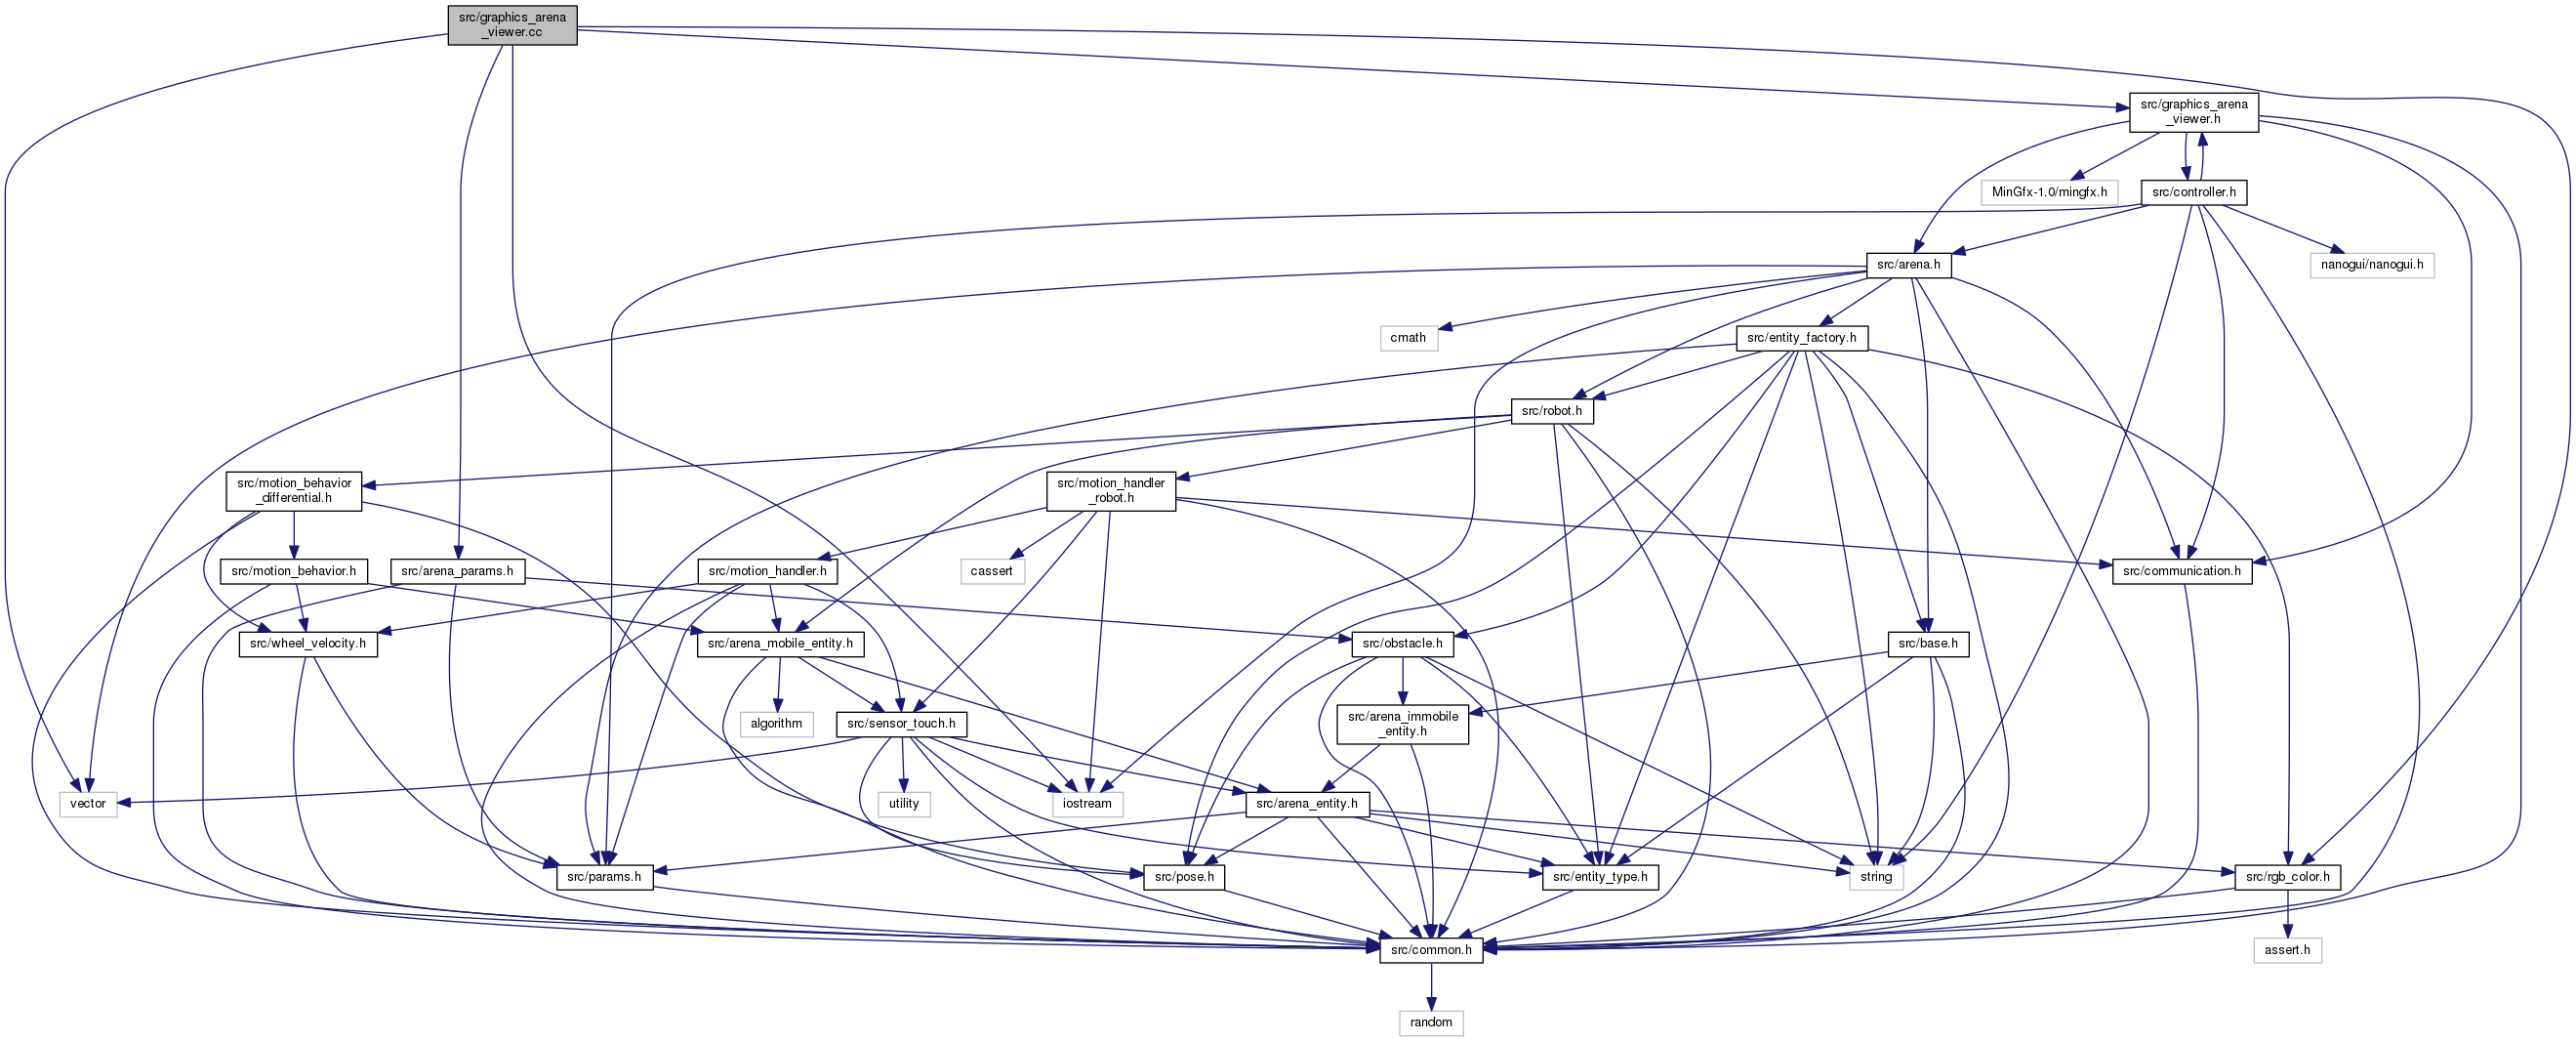 src/graphics_arena
_viewer.cc
src/graphics_arena
_viewer.h
MinGfx-1.0/mingfx.h
src/controller.h
src/arena.h
nanogui/nanogui.h
cmath
src/entity_factory.h
src/robot.h
src/motion_behavior
_differential.h
src/motion_handler
_robot.h
src/motion_behavior.h
src/arena_params.h
src/motion_handler.h
cassert
src/communication.h
src/wheel_velocity.h
src/arena_mobile_entity.h
src/obstacle.h
src/base.h
algorithm
src/sensor_touch.h
src/arena_immobile
_entity.h
vector
utility
iostream
src/arena_entity.h
src/params.h
src/pose.h
src/entity_type.h
string
src/rgb_color.h
src/common.h
assert.h
random